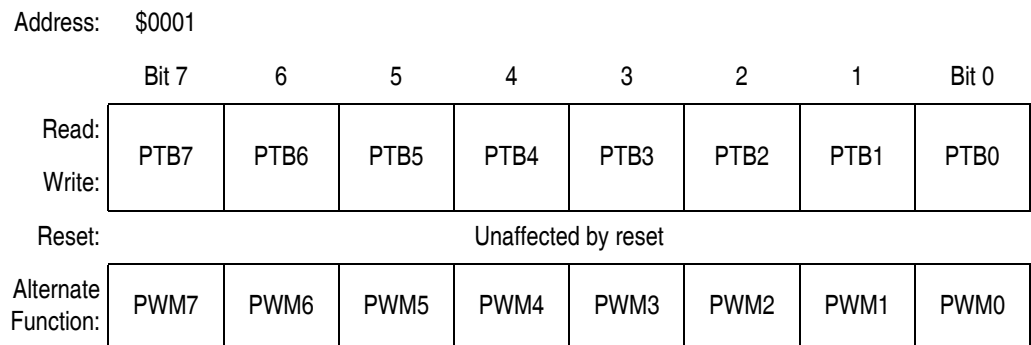 Address: $0001
Bit 7 6 5 4 3 2 1 Bit 0
Read:
PTB7 PTB6 PTB5 PTB4 PTB3 PTB2 PTB1 PTB0
Write:
Reset: Unaffected by reset
Alternate
Function:
PWM7 PWM6 PWM5 PWM4 PWM3 PWM2 PWM1 PWM0